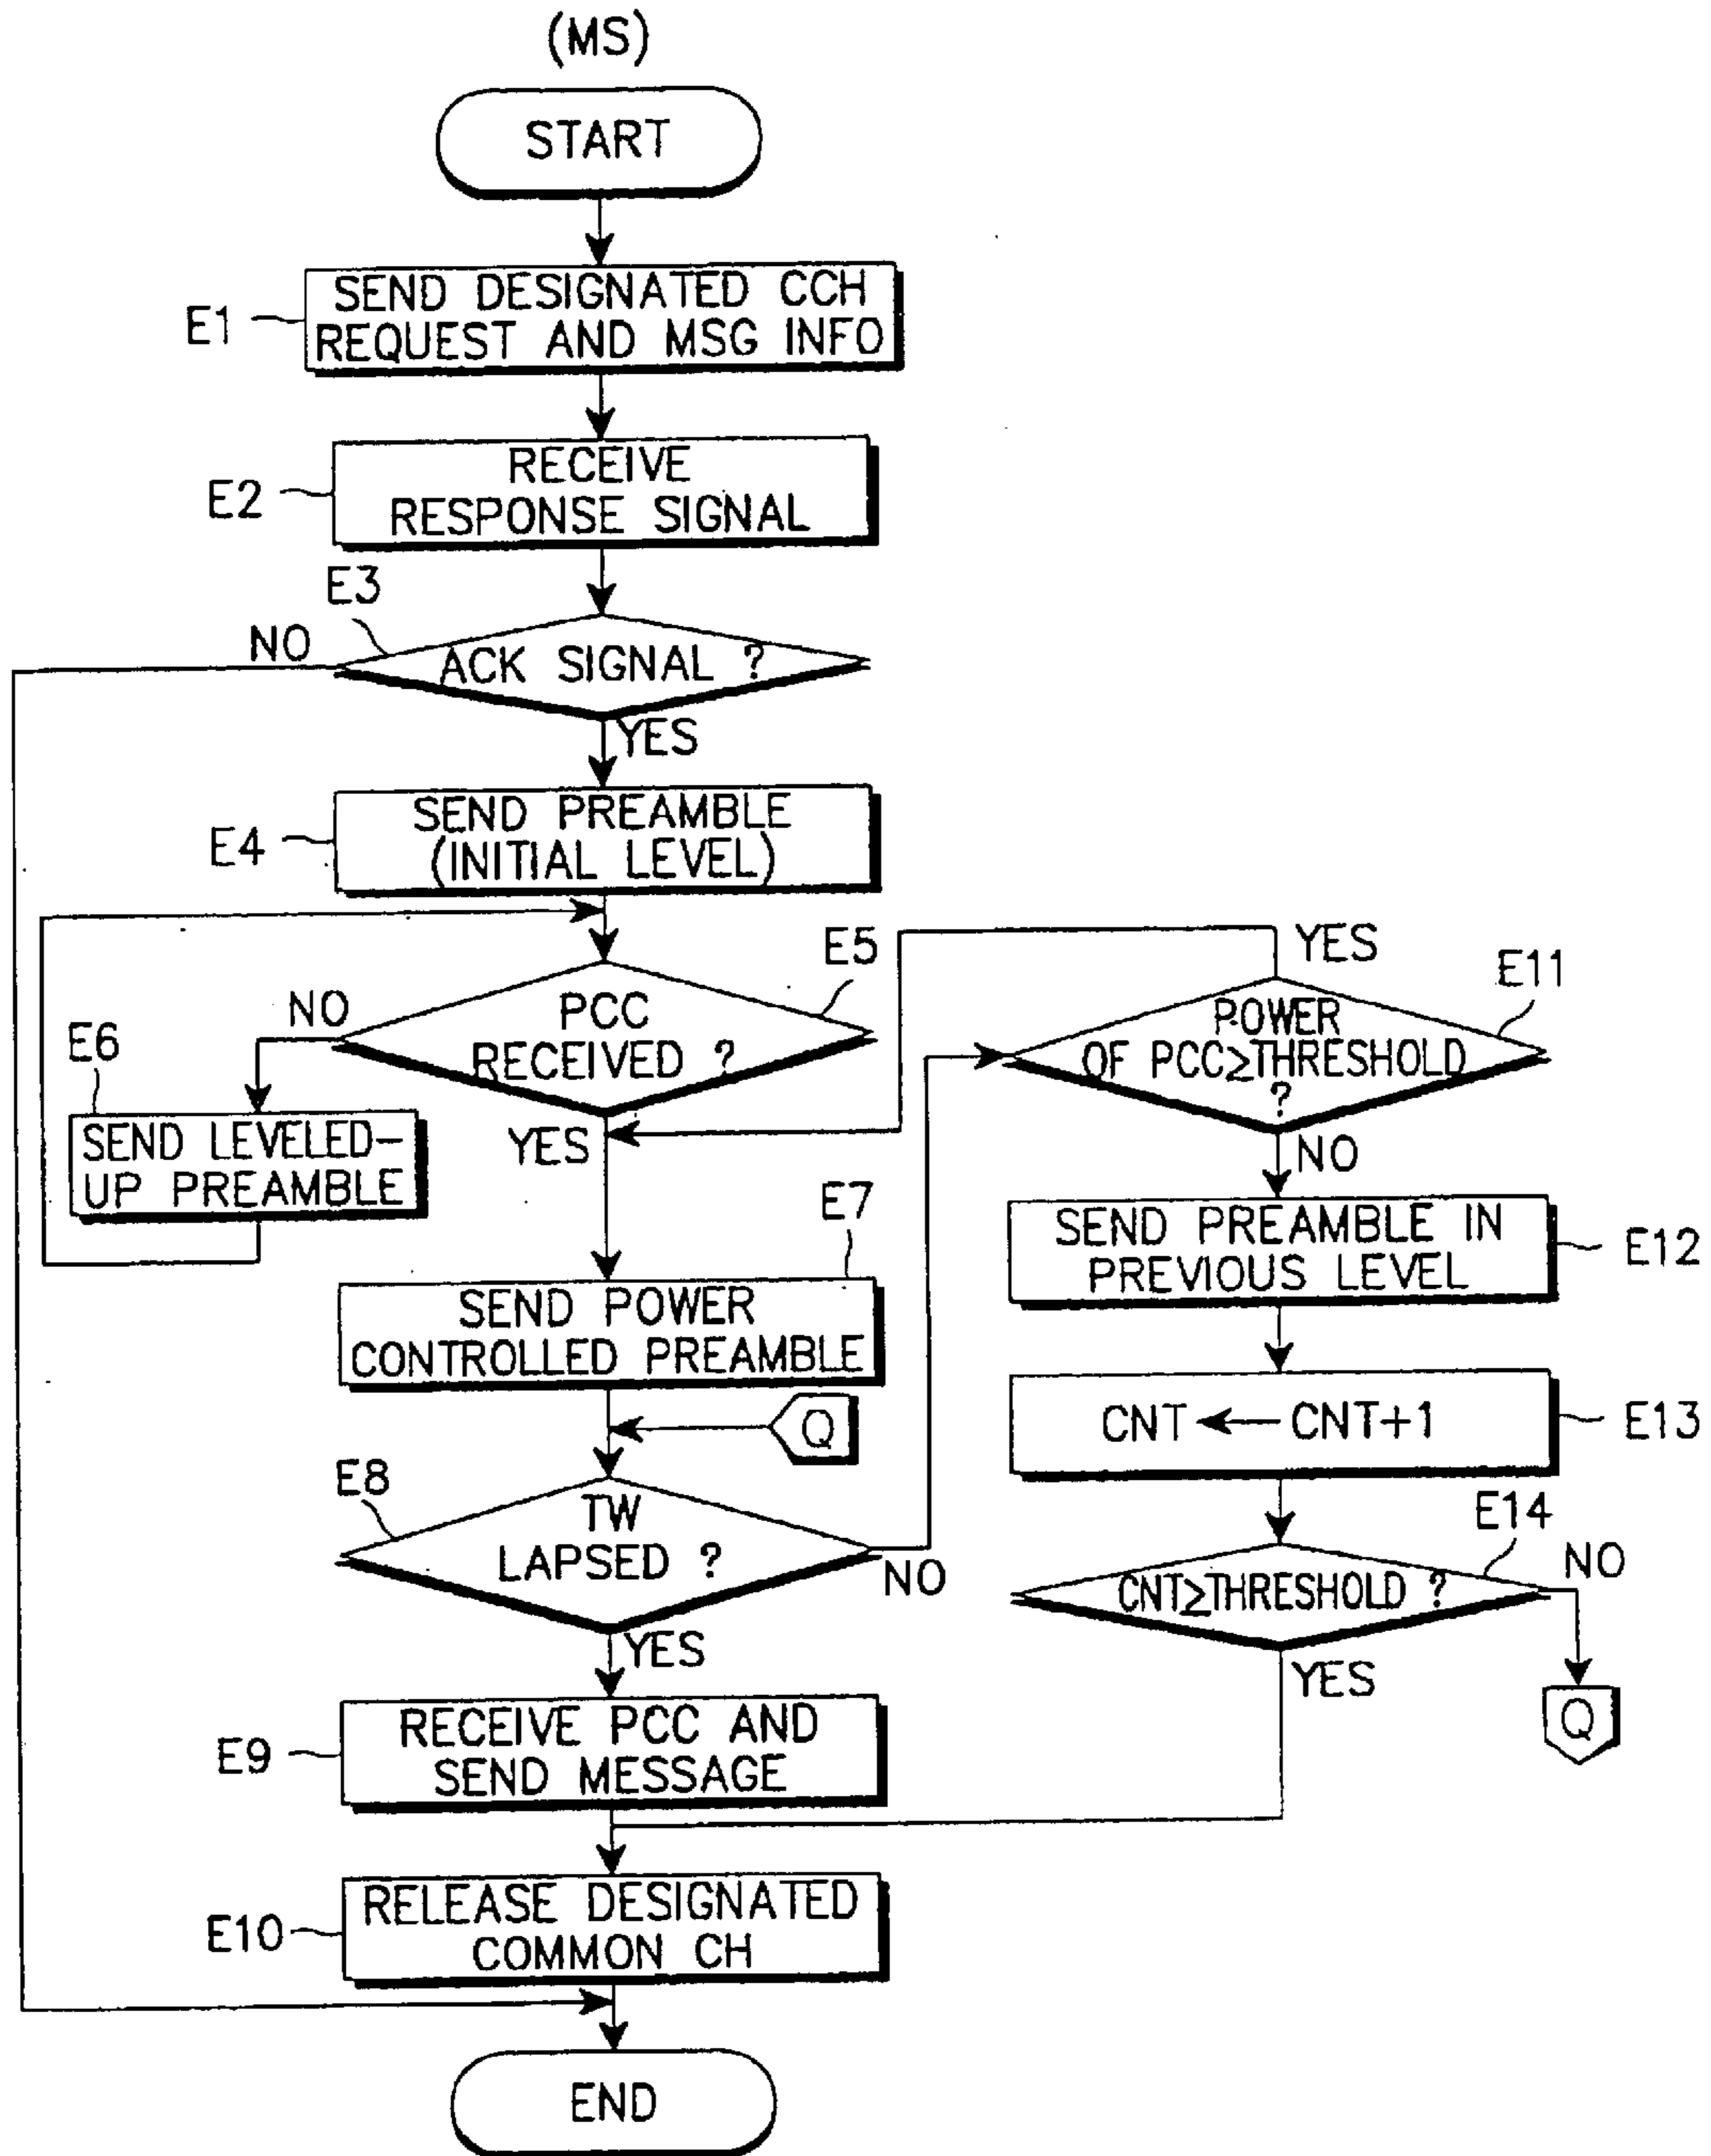 (MS)
START
E1
SEND DESIGNATED CCH
REQUEST AND MSG INFO
E2
RECEIVE
RESPONSE SIGNAL
E3
NO
ACK SIGNAL ?
YES
E4
SEND PREAMBLE
(INITIAL LEVEL)
E5
NO
PCC
RECEIVED ?
YES
E6
SEND LEVELED-
UP PREAMBLE
E7
SEND POWER
CONTROLLED PREAMBLE
Q
E8
TW
LAPSED ?
NO
YES
E9
RECEIVE PCC AND
SEND MESSAGE
E10
RELEASE DESIGNATED
COMMON CH
END
YES
E11
POWER
OF PCC≥THRESHOLD
?
NO
SEND PREAMBLE IN
PREVIOUS LEVEL
E12
CNT ← CNT+1
E13
E14
CNT≥THRESHOLD ?
NO
YES
Q